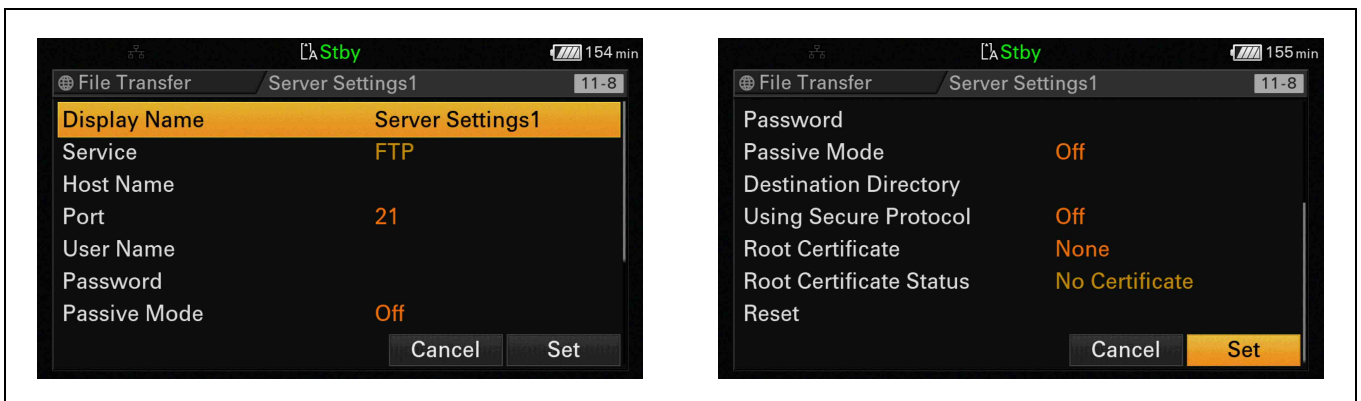 Stby 154 min
File Transfer Server Settings1 11-8
Display Name Server Settings1
Service FTP
Host Name
Port 21
User Name
Password
Passive Mode Off
Cancel Set
Stby 155 min
File Transfer Server Settings1 11-8
Password
Passive Mode Off
Destination Directory
Using Secure Protocol Off
Root Certificate None
Root Certificate Status No Certificate
Reset
Cancel Set